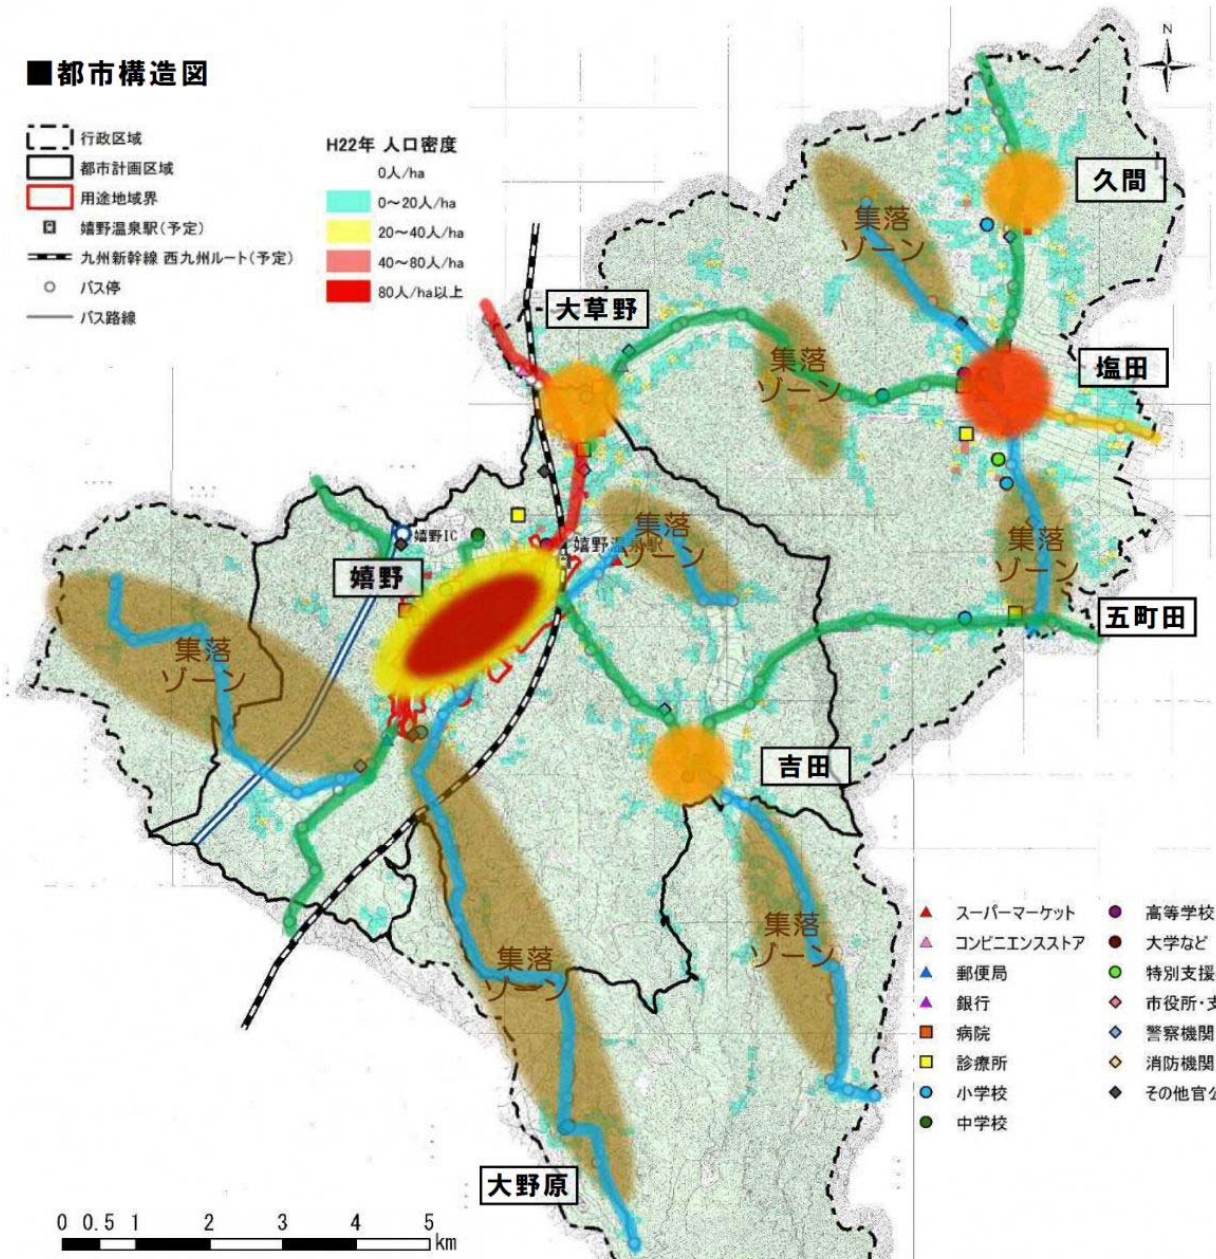 ■都市構造図
行政区域
都市計画区域
用途地域界
嬉野温泉駅(予定)
九州新幹線 西九州ルート(予定)
バス停
バス路線
H22年 人口密度
0人/ha
0～20人/ha
20～40人/ha
40～80人/ha
80人/ha以上
N
久間
集落
ゾーン
大草野
集落
ゾーン
塩田
集落
ゾーン
嬉野IC
嬉野温泉駅
嬉野
集落
ゾーン
五町田
集落
ゾーン
吉田
集落
ゾーン
集落
ゾーン
大野原
スーパーマーケット
コンビニエンスストア
郵便局
銀行
病院
診療所
小学校
中学校
高等学校
大学など
特別支援
市役所・支
警察機関
消防機関
その他官公
0 0.5 1 2 3 4 5
km